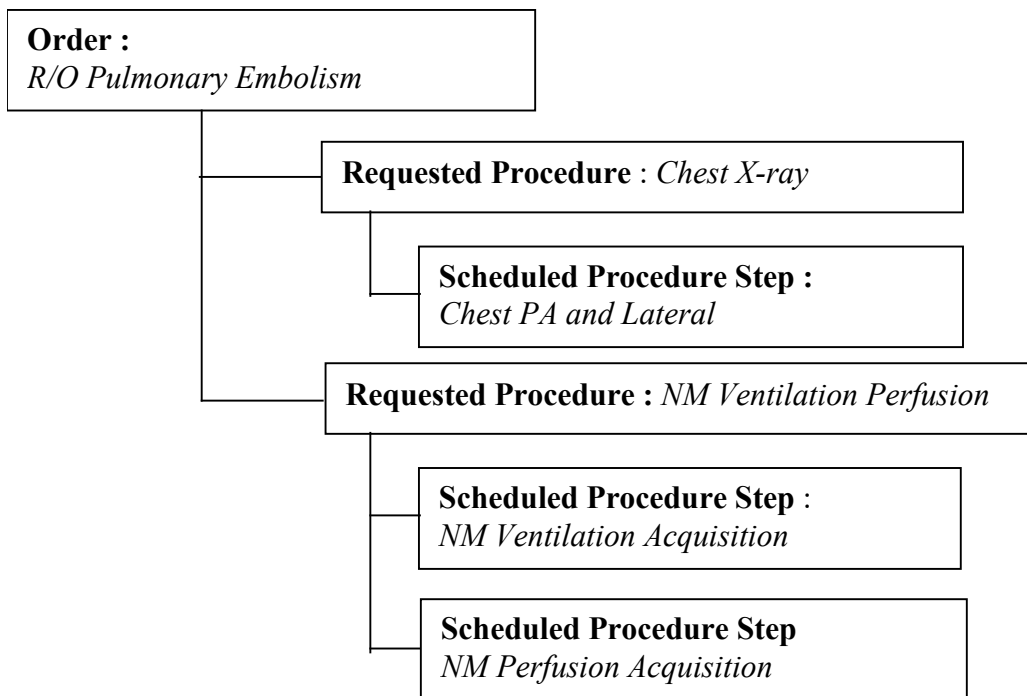 Order :
R/O Pulmonary Embolism
Requested Procedure : Chest X-ray
Scheduled Procedure Step :
Chest PA and Lateral
Requested Procedure : NM Ventilation Perfusion
Scheduled Procedure Step :
NM Ventilation Acquisition
Scheduled Procedure Step
NM Perfusion Acquisition